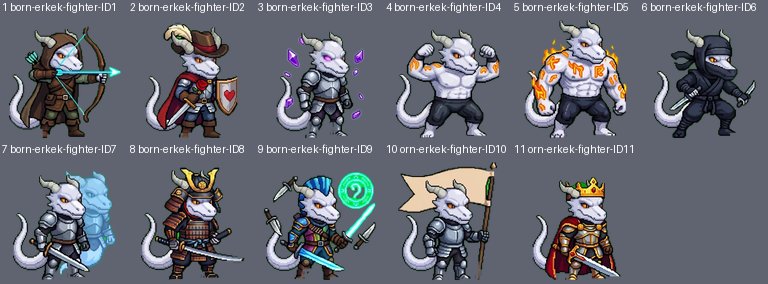 1 born-erkek-fighter-ID1
2 born-erkek-fighter-ID2
3 born-erkek-fighter-ID3
4 born-erkek-fighter-ID4
5 born-erkek-fighter-ID5
6 born-erkek-fighter-ID6
7 born-erkek-fighter-ID7
8 born-erkek-fighter-ID8
9 born-erkek-fighter-ID9
10 orn-erkek-fighter-ID10
11 orn-erkek-fighter-ID11
?